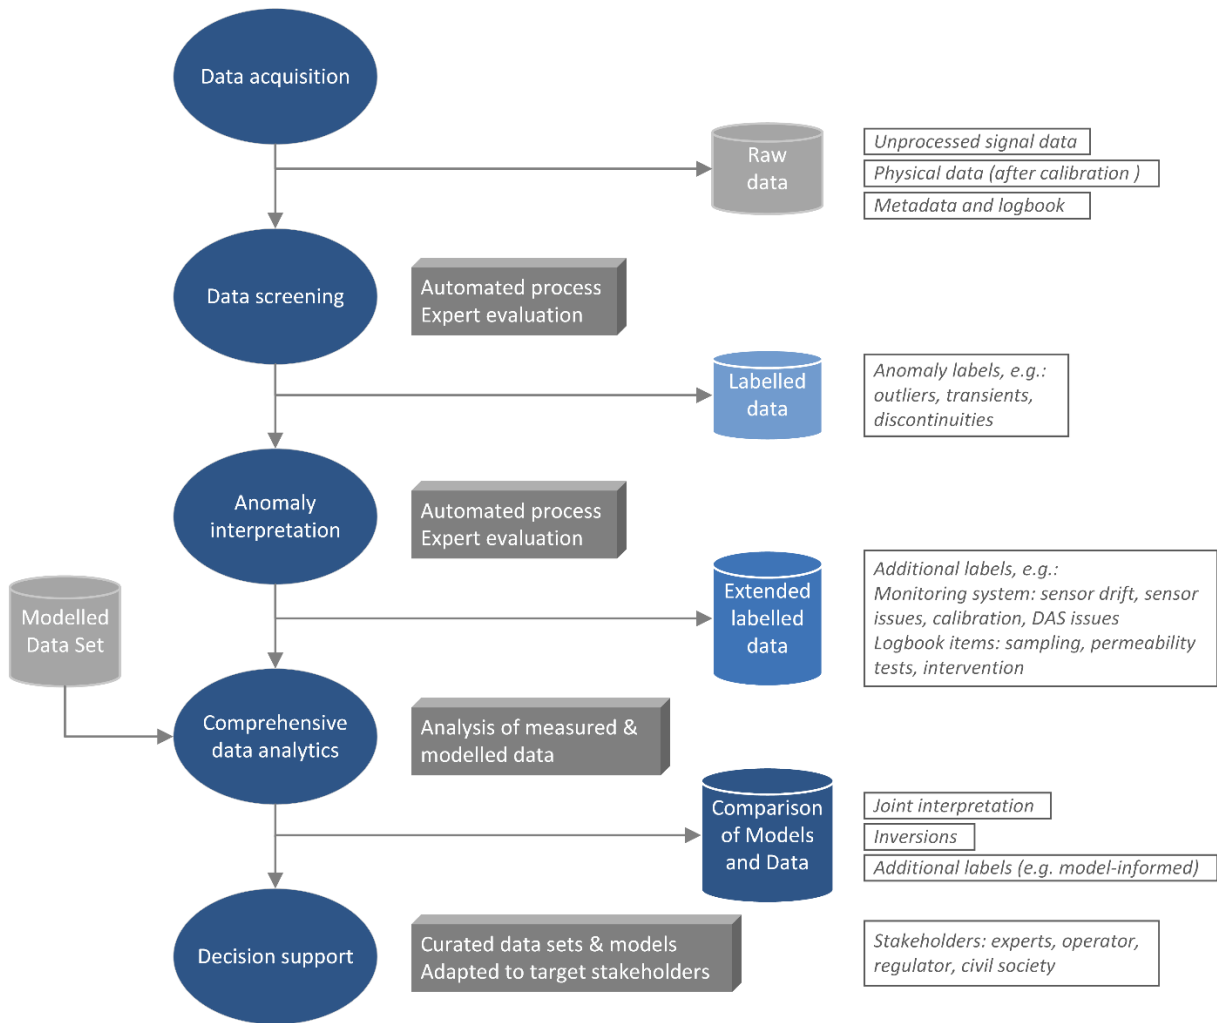 Data acquisition
Raw
data
Unprocessed signal data
Physical data (after calibration )
Metadata and logbook
Data screening
Automated process
Expert evaluation
Labelled
data
Anomaly labels, e.g.:
outliers, transients,
discontinuities
Anomaly
interpretation
Automated process
Expert evaluation
Modelled
Data Set
Extended
labelled
data
Additional labels, e.g.:
Monitoring system: sensor drift, sensor
issues, calibration, DAS issues
Logbook items: sampling, permeability
tests, intervention
Comprehensive
data analytics
Analysis of measured &
modelled data
Comparison
of Models
and Data
Joint interpretation
Inversions
Additional labels (e.g. model-informed)
Decision support
Curated data sets & models
Adapted to target stakeholders
Stakeholders: experts, operator,
regulator, civil society